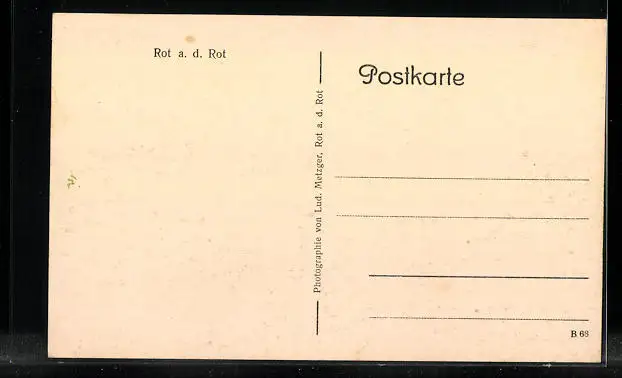 Rot a. d. Rot
Photographie von Lud. Metzger, Rot a. d. Rot
Postkarte
B 68